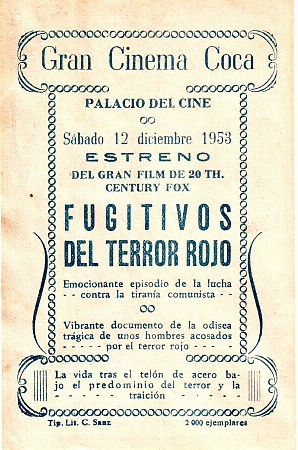 Gran Cinema Coca
PALACIO DEL CINE
Sábado 12 diciembre 1953
ESTRENO
DEL GRAN FILM DE 20 TH.
CENTURY FOX
FUGITIVOS
DEL TERROR ROJO
Emocionante episodio de la lucha
- - - contra la tiranía comunista - -
Vibrante documento de la odisea
trágica de unos hombres acosados
- - - - - por el terror rojo - - - -
La vida tras el telón de acero ba-
jo el predominio del terror y la
traición
Tip. Lit. C. Sanz
2 000 ejemplares